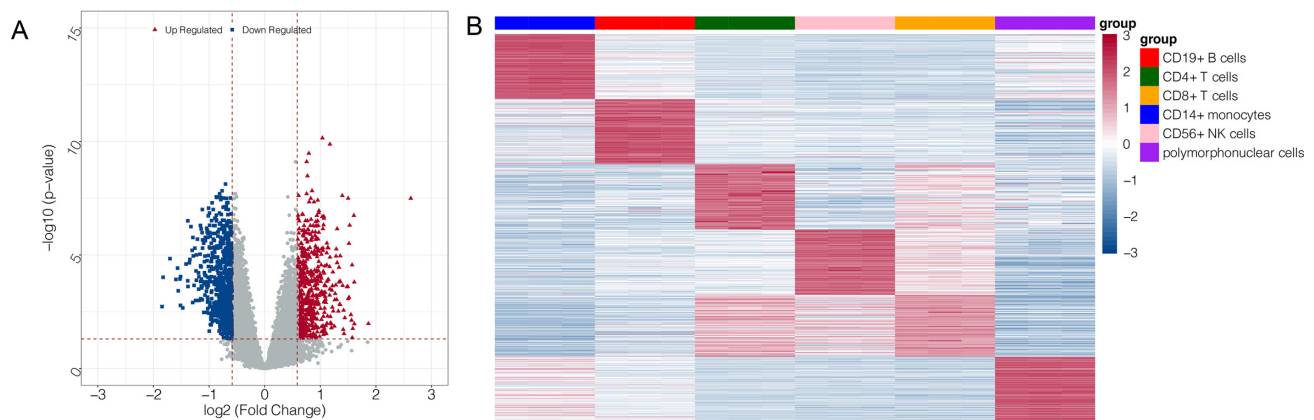 A
Up Regulated Down Regulated
15
10
5
0
-log10 (p-value)
−3 −2 −1 0 1 2 3
log2 (Fold Change)
B
group
3
2
1
0
−1
−2
−3
group
CD19+ B cells
CD4+ T cells
CD8+ T cells
CD14+ monocytes
CD56+ NK cells
polymorphonuclear cells